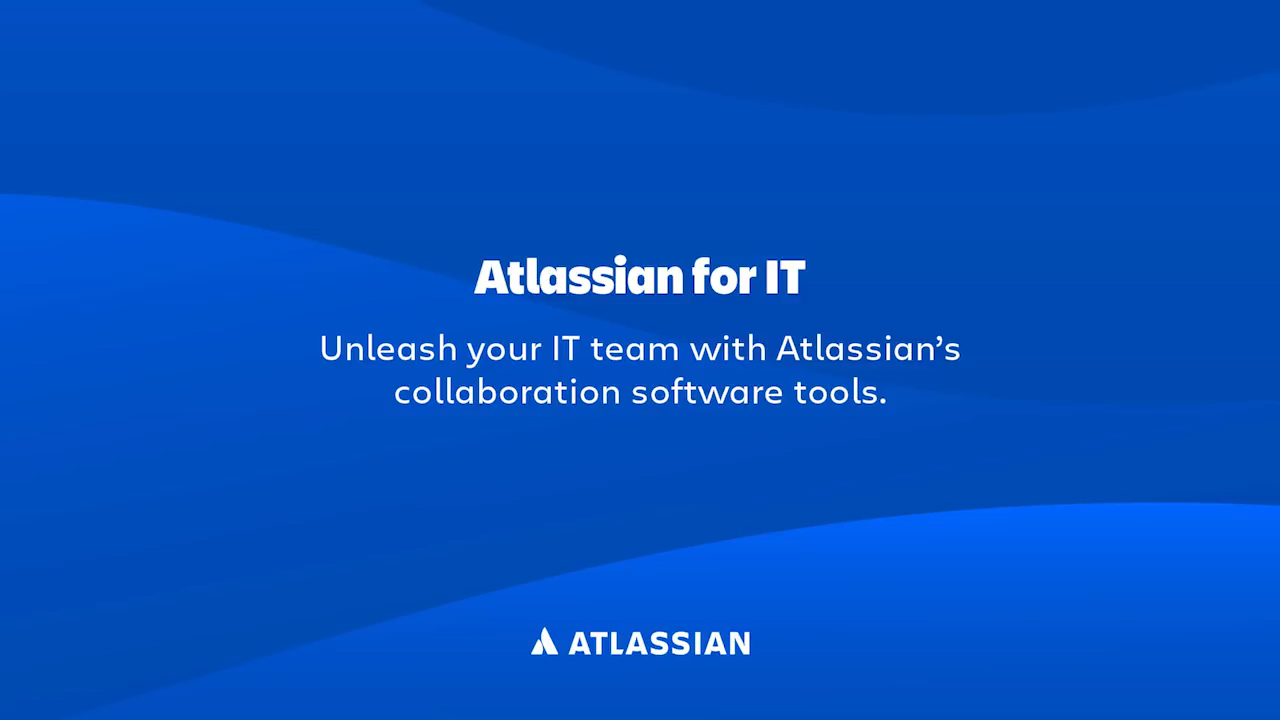 Atlassian for IT
Unleash your IT team with Atlassian’s
collaboration software tools.
ATLASSIAN